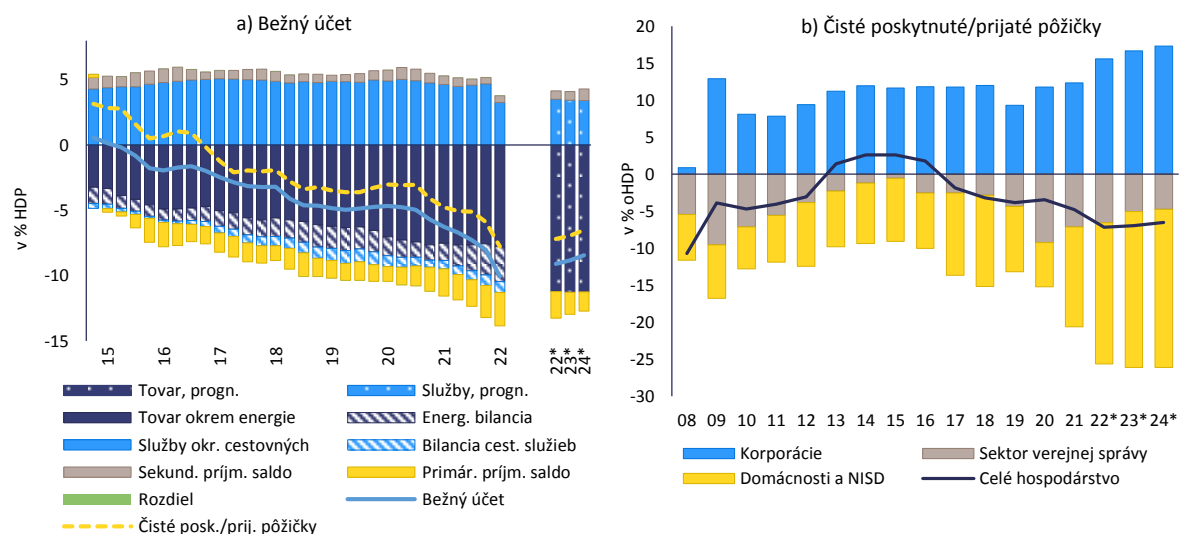 a) Bežný účet
v % HDP
5
0
-5
-10
-15
15
16
17
18
19
20
21
22
22*
23*
24*
Tovar, progn.
Služby, progn.
Tovar okrem energie
Energ. bilancia
Služby okr. cestovných
Bilancia cest. služieb
Sekund. príjm. saldo
Primár. príjm. saldo
Rozdiel
Bežný účet
Čisté posk./prij. pôžičky
b) Čisté poskytnuté/prijaté pôžičky
v % oHDP
20
15
10
5
0
-5
-10
-15
-20
-25
-30
08 09 10 11 12 13 14 15 16 17 18 19 20 21 22* 23* 24*
Korporácie
Sektor verejnej správy
Domácnosti a NISD
Celé hospodárstvo